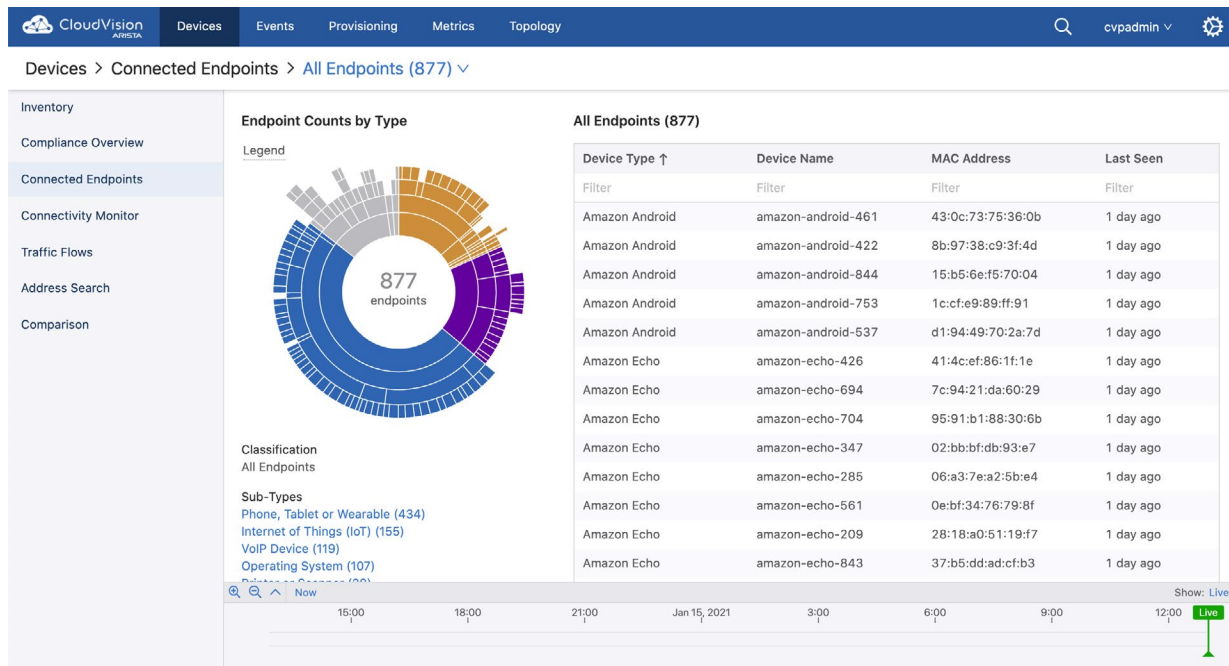 CloudVision
ARISTA
Devices Events Provisioning Metrics Topology cvpadmin
Devices > Connected Endpoints > All Endpoints (877)
Inventory
Compliance Overview
Connected Endpoints
Connectivity Monitor
Traffic Flows
Address Search
Comparison
Endpoint Counts by Type
Legend
877
endpoints
Classification
All Endpoints
Sub-Types
Phone, Tablet or Wearable (434)
Internet of Things (IoT) (155)
VoIP Device (119)
Operating System (107)
All Endpoints (877)
Device Type ↑ Device Name MAC Address Last Seen
Filter Filter Filter Filter
Amazon Android amazon-android-461 43:0c:73:75:36:0b 1 day ago
Amazon Android amazon-android-422 8b:97:38:c9:3f:4d 1 day ago
Amazon Android amazon-android-844 15:b5:6e:f5:70:04 1 day ago
Amazon Android amazon-android-753 1c:cf:e9:89:ff:91 1 day ago
Amazon Android amazon-android-537 d1:94:49:70:2a:7d 1 day ago
Amazon Echo amazon-echo-426 41:4c:ef:86:1f:1e 1 day ago
Amazon Echo amazon-echo-694 7c:94:21:da:60:29 1 day ago
Amazon Echo amazon-echo-704 95:91:b1:88:30:6b 1 day ago
Amazon Echo amazon-echo-347 02:bb:bf:db:93:e7 1 day ago
Amazon Echo amazon-echo-285 06:a3:7e:a2:5b:e4 1 day ago
Amazon Echo amazon-echo-561 0e:bf:34:76:79:8f 1 day ago
Amazon Echo amazon-echo-209 28:18:a0:51:19:f7 1 day ago
Amazon Echo amazon-echo-843 37:b5:dd:ad:cf:b3 1 day ago
Now Show: Live
15:00 18:00 21:00 Jan 15, 2021 3:00 6:00 9:00 12:00 Live